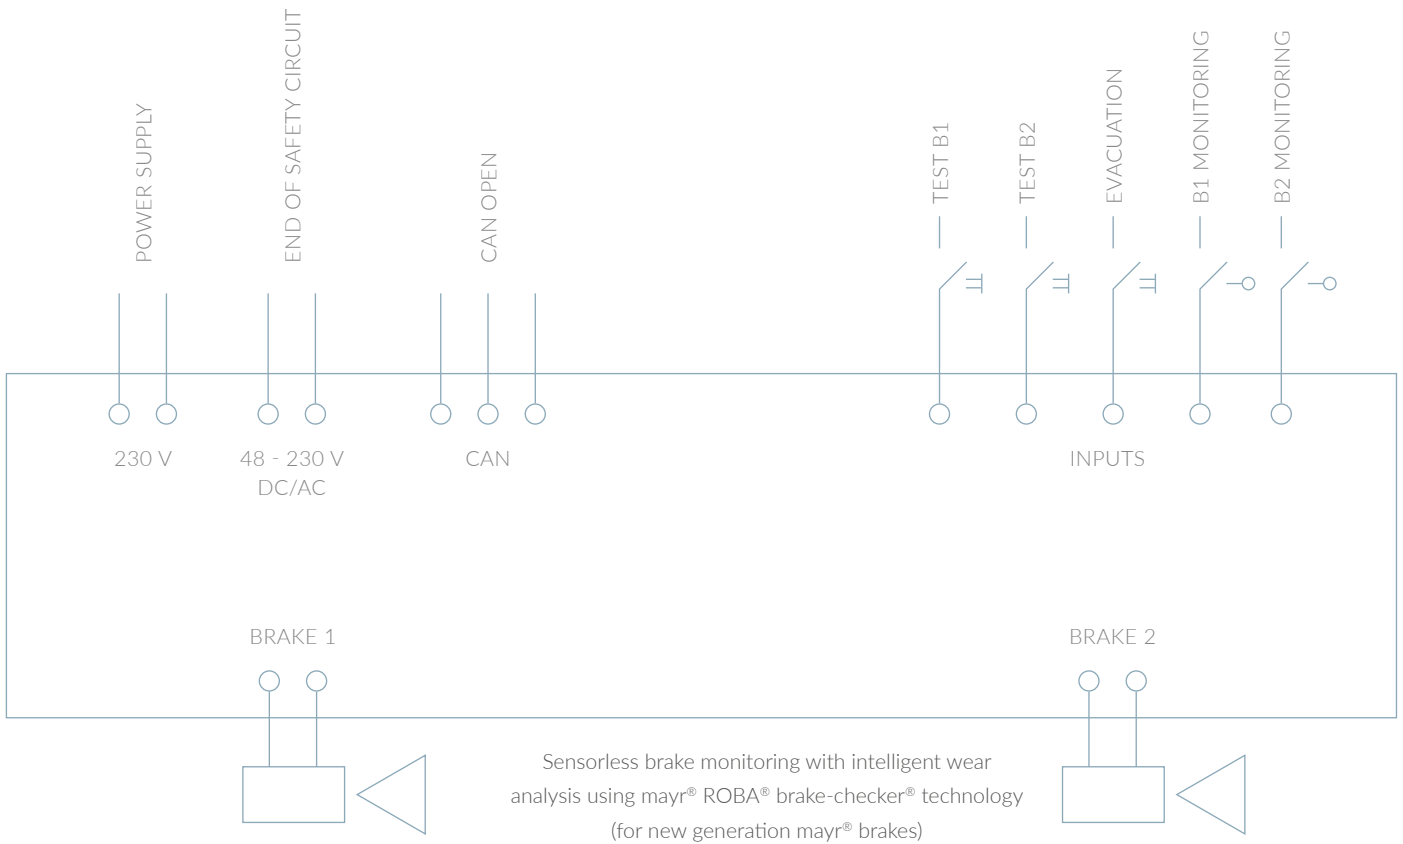 POWER SUPPLY
END OF SAFETY CIRCUIT
CAN OPEN
TEST B1
TEST B2
EVACUATION
B1 MONITORING
B2 MONITORING
230 V
48 - 230 V
DC/AC
CAN
INPUTS
BRAKE 1
BRAKE 2
Sensorless brake monitoring with intelligent wear
analysis using mayr® ROBA® brake-checker® technology
(for new generation mayr® brakes)